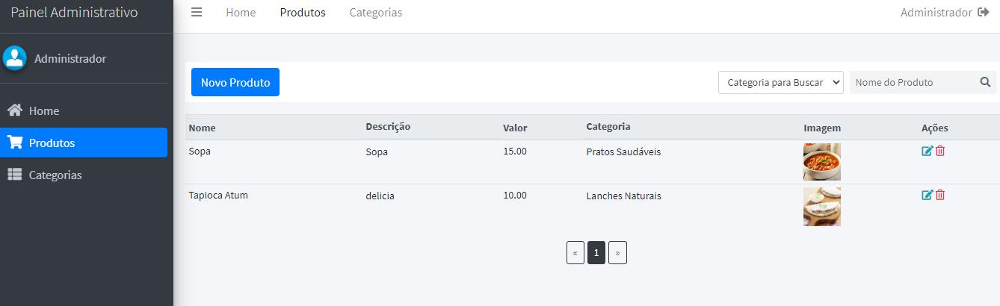 Painel Administrativo
Home Produtos Categorias Administrador
Administrador
Home
Produtos
Categorias
Novo Produto Categoria para Buscar Nome do Produto
Nome Descrição Valor Categoria Imagem Ações
Sopa Sopa 15.00 Pratos Saudáveis
Tapioca Atum delicia 10.00 Lanches Naturais
« 1 »